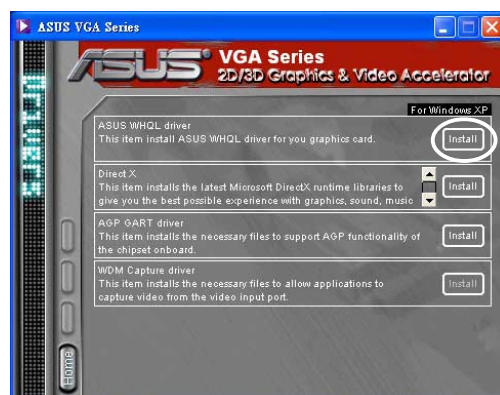 ASUS VGA Series
ASUS VGA Series
2D/3D Graphics & Video Accelerator
For Windows XP
ASUS WHQL driver
This item install ASUS WHQL driver for you graphics card.
Install
Direct X
This item installs the latest Microsoft DirectX runtime libraries to
give you the best possible experience with graphics, sound, music
Install
AGP GART driver
This item installs the necessary files to support AGP functionality of
the chipset onboard.
Install
WDM Capture driver
This item installs the necessary files to allow applications to
capture video from the video input port.
Install
Home